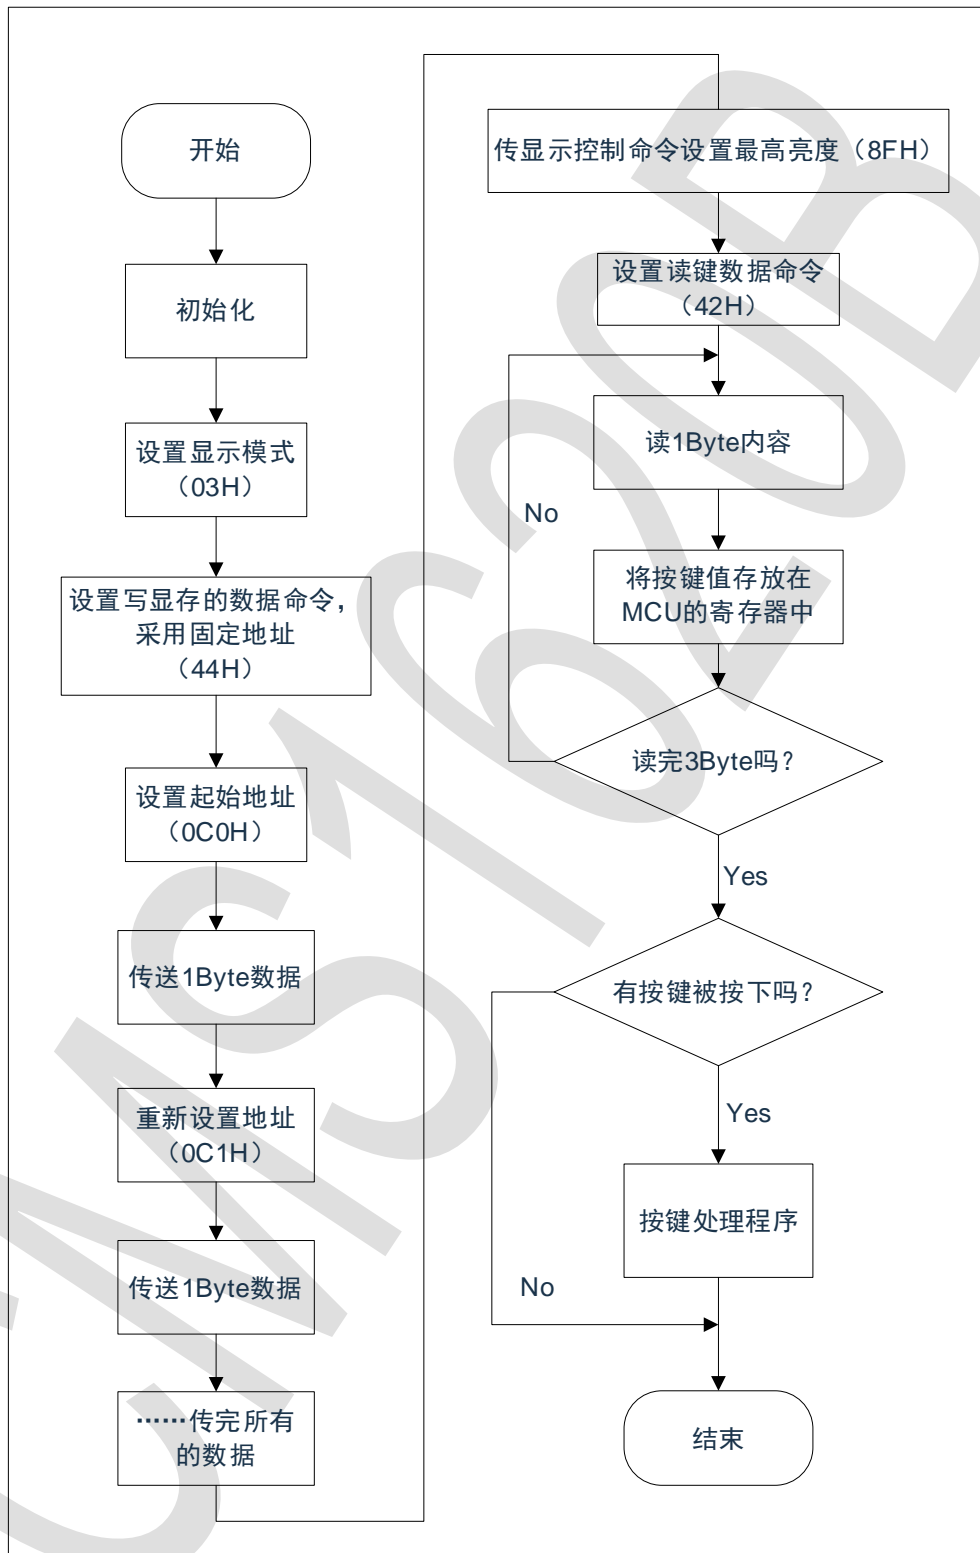 开始
初始化
设置显示模式
（03H）
设置写显存的数据命令，
采用固定地址
（44H）
设置起始地址
（0C0H）
传送1Byte数据
重新设置地址
（0C1H）
传送1Byte数据
……传完所有
的数据
传显示控制命令设置最高亮度（8FH）
设置读键数据命令
（42H）
读1Byte内容
No
将按键值存放在
MCU的寄存器中
读完3Byte吗？
Yes
有按键被按下吗？
Yes
按键处理程序
No
结束
CMS1620B